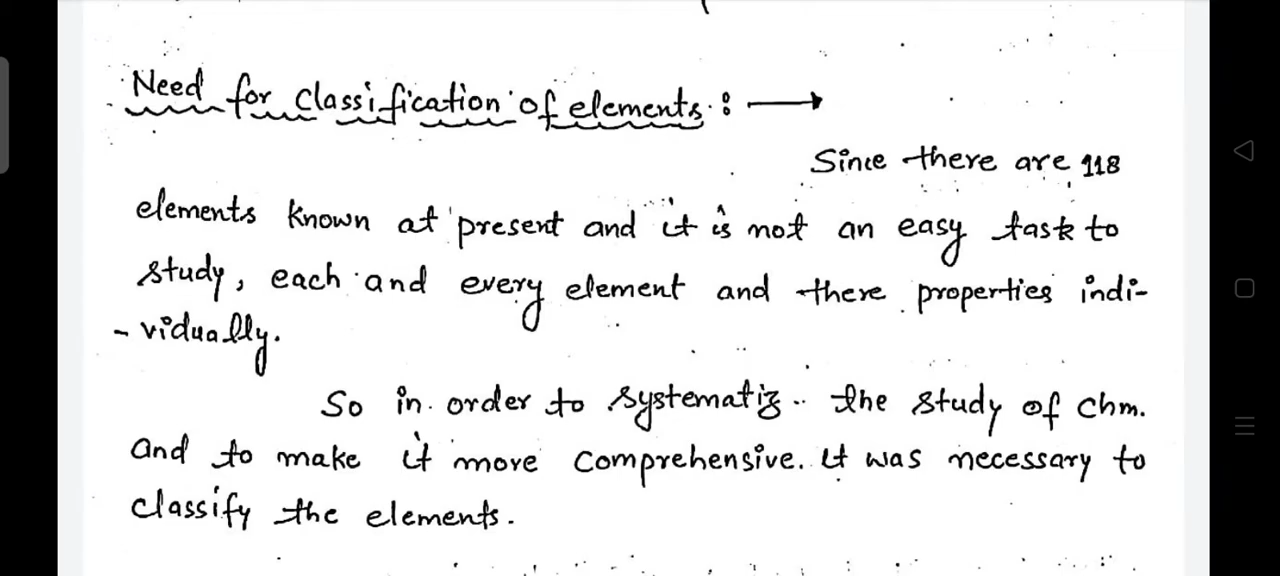 Need for classification of elements :⟶
Since there are 118
elements known at present and it is not an easy task to
study, each and every element and there properties indi-
- vidually.
So in order to systematiz the study of chm.
and to make it more comprehensive. It was necessary to
classify the elements.